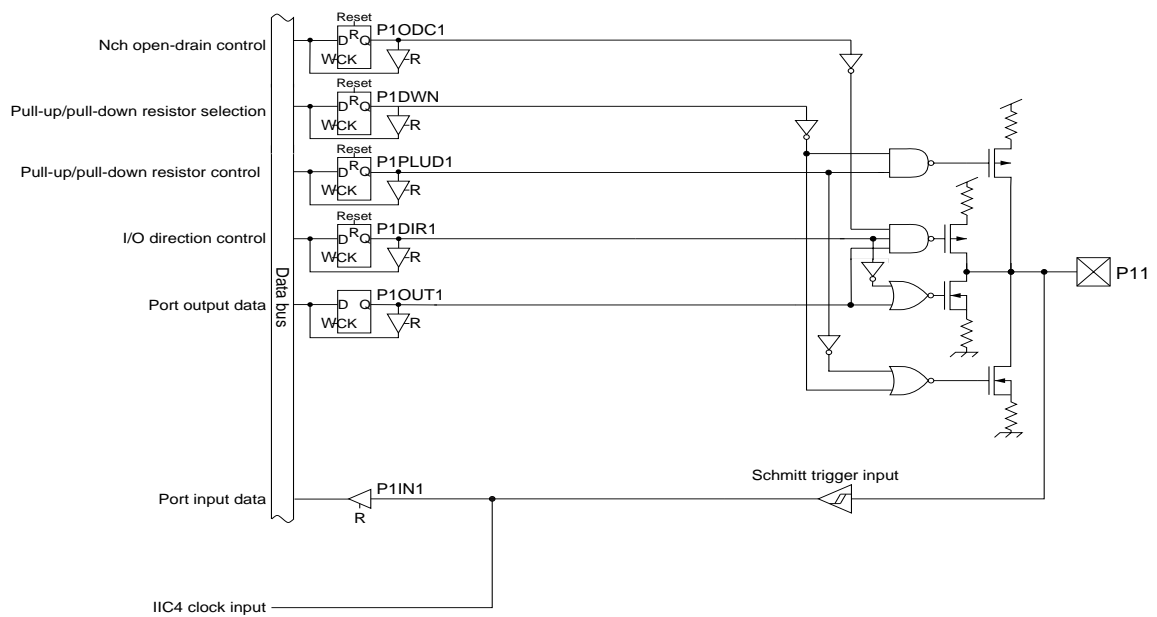 Reset
P1ODC1
Nch open-drain control
D R Q
WCK
R
Reset
P1DWN
Pull-up/pull-down resistor selection
D R Q
WCK
R
Reset
P1PLUD1
Pull-up/pull-down resistor control
D R Q
WCK
R
Reset
P1DIR1
I/O direction control
D R Q
WCK
R
Data bus
P11
P1OUT1
Port output data
D Q
WCK
R
Schmitt trigger input
P1IN1
Port input data
R
IIC4 clock input